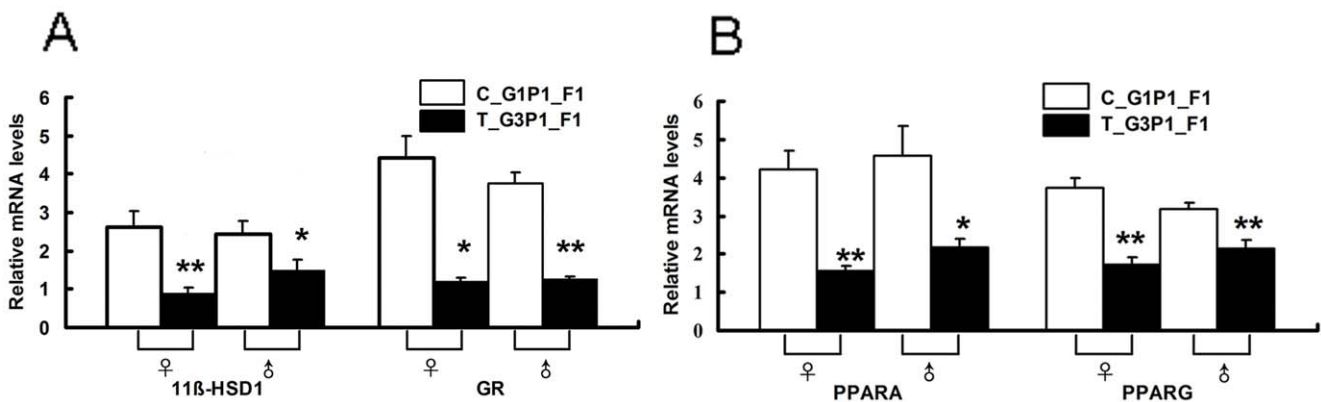 A
Relative mRNA levels
6
5
4
3
2
1
0
C_G1P1_F1
T_G3P1_F1
**
*
*
**
♀ ♂ ♀ ♂
11ß-HSD1 GR
B
Relative mRNA levels
6
5
4
3
2
1
0
C_G1P1_F1
T_G3P1_F1
**
*
**
**
♀ ♂ ♀ ♂
PPARA PPARG